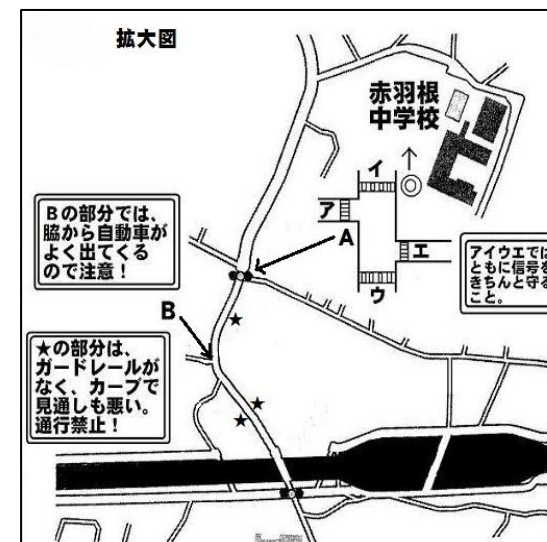 拡大図
赤羽根
中学校
イ
ア
エ
ウ
A
Bの部分では、
脇から自動車が
よく出てくる
ので注意！
アイウエでは
ともに信号を
きちんと守る
こと。
B
★の部分は、
ガードレールが
なく、カーブで
見通しも悪い。
通行禁止！